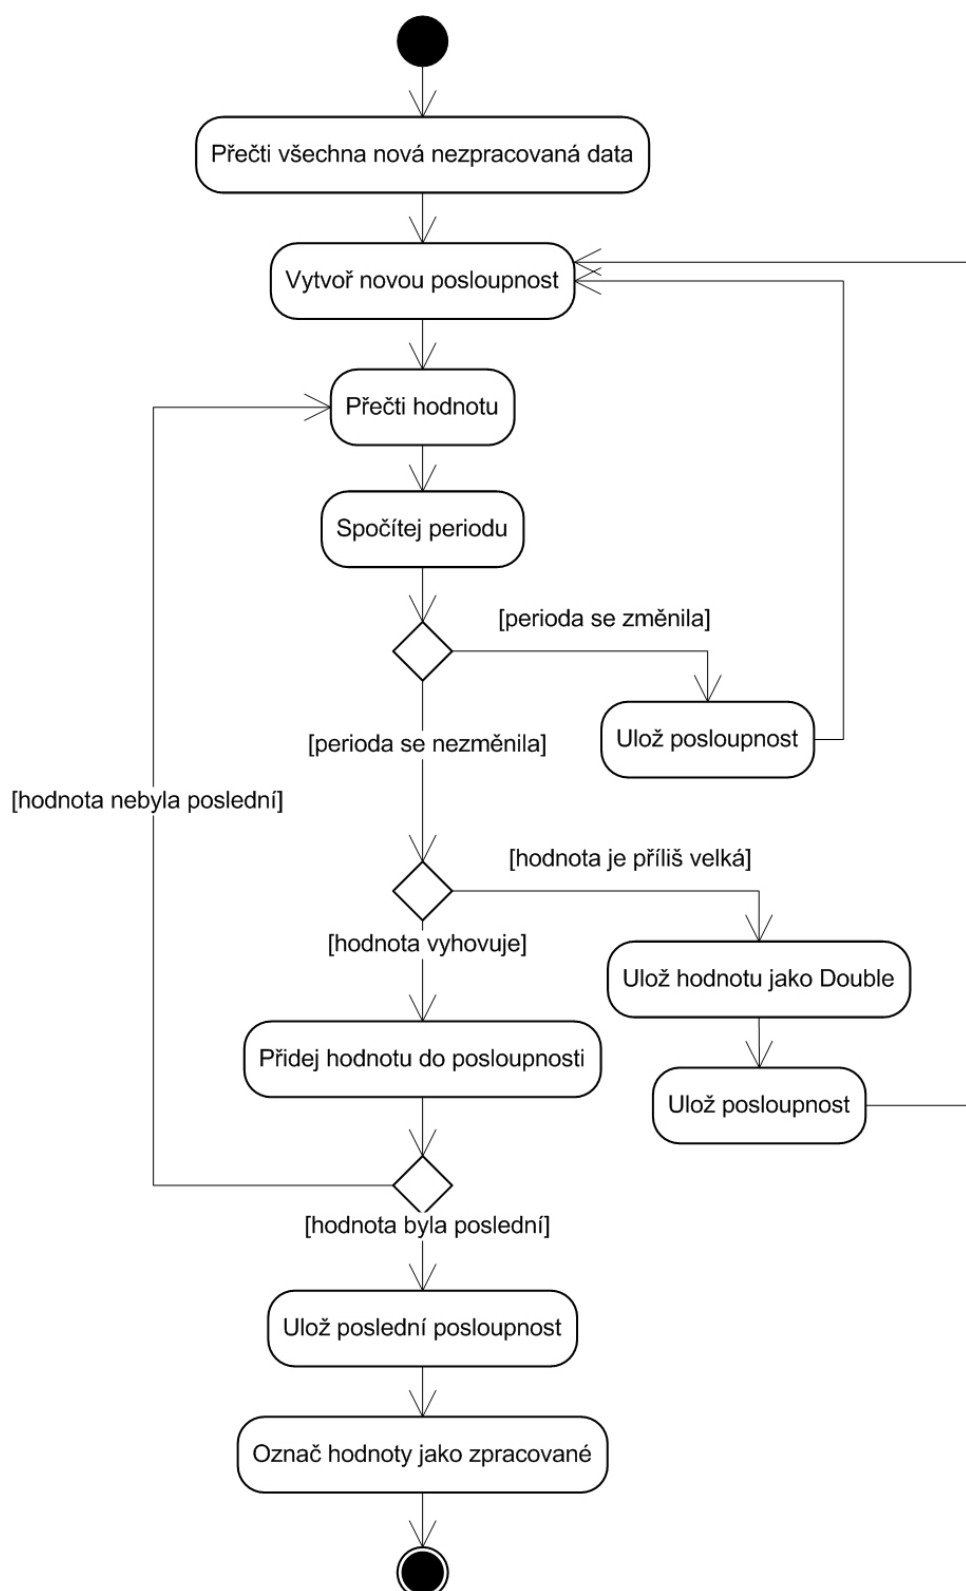 Přečti všechna nová nezpracovaná data
Vytvoř novou posloupnost
Přečti hodnotu
Spočítej periodu
[perioda se změnila]
Ulož posloupnost
[perioda se nezměnila]
[hodnota nebyla poslední]
[hodnota je příliš velká]
[hodnota vyhovuje]
Ulož hodnotu jako Double
Přidej hodnotu do posloupnosti
Ulož posloupnost
[hodnota byla poslední]
Ulož poslední posloupnost
Označ hodnoty jako zpracované